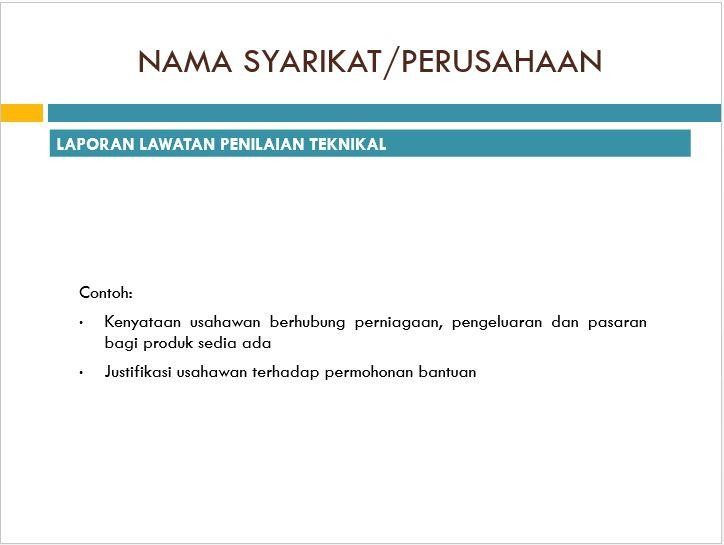 NAMA SYARIKAT/PERUSAHAAN
LAPORAN LAWATAN PENILAIAN TEKNIKAL
Contoh:
• Kenyataan usahawan berhubung perniagaan, pengeluaran dan pasaran
bagi produk sedia ada
• Justifikasi usahawan terhadap permohonan bantuan